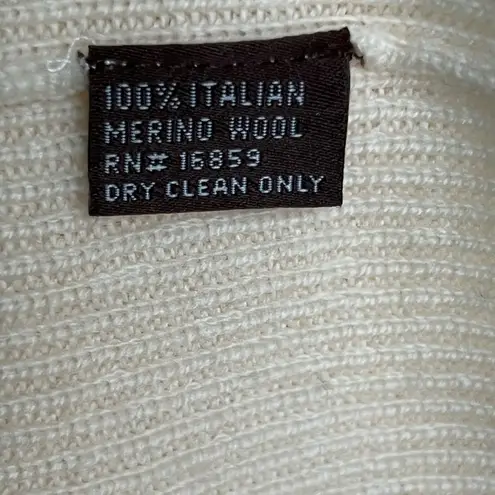 100% ITALIAN
MERINO WOOL
RN# 16859
DRY CLEAN ONLY